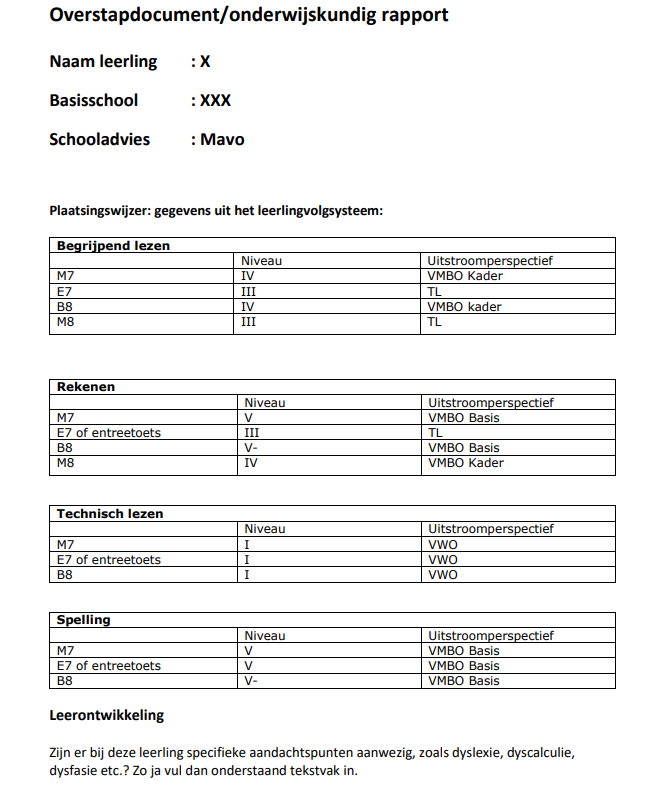 Overstapdocument/onderwijskundig rapport
Naam leerling : X
Basisschool : XXX
Schooladvies : Mavo
Plaatsingswijzer: gegevens uit het leerlingvolgsysteem:
Begrijpend lezen
Niveau Uitstroomperspectief
M7 IV VMBO Kader
E7 III TL
B8 IV VMBO kader
M8 III TL
Rekenen
Niveau Uitstroomperspectief
M7 V VMBO Basis
E7 of entreetoets III TL
B8 V- VMBO Basis
M8 IV VMBO Kader
Technisch lezen
Niveau Uitstroomperspectief
M7 I VWO
E7 of entreetoets I VWO
B8 I VWO
Spelling
Niveau Uitstroomperspectief
M7 V VMBO Basis
E7 of entreetoets V VMBO Basis
B8 V- VMBO Basis
Leerontwikkeling
Zijn er bij deze leerling specifieke aandachtspunten aanwezig, zoals dyslexie, dyscalculie,
dysfasie etc.? Zo ja vul dan onderstaand tekstvak in.